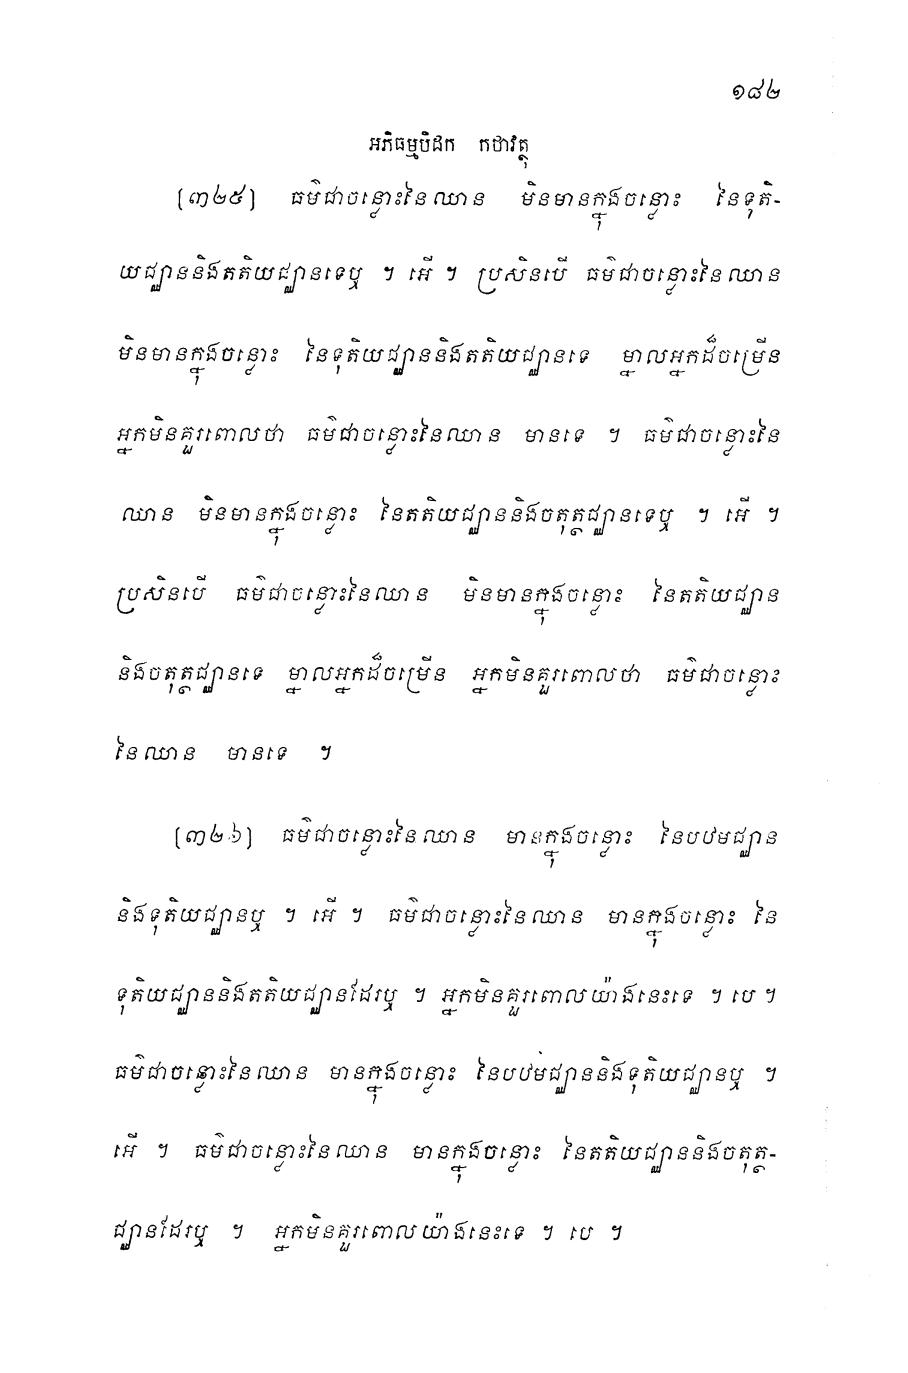 ១៨២
អភិធម្មបិដក កថាវត្ថុ
[៣២៥] ធម៌ជាចន្លោះនៃឈាន មិនមានក្នុងចន្លោះ នៃទុតិ-
យជ្ឈាននិងតតិយជ្ឈានទេឬ ។ អើ ។ ប្រសិនបើ ធម៌ជាចន្លោះនៃឈាន
មិនមានក្នុងចន្លោះ នៃទុតិយជ្ឈាននិងតតិយជ្ឈានទេ ម្នាលអ្នកដ៏ចម្រើន
អ្នកមិនគួរពោលថា ធម៌ជាចន្លោះនៃឈាន មានទេ ។ ធម៌ជាចន្លោះនៃ
ឈាន មិនមានក្នុងចន្លោះ នៃតតិយជ្ឈាននិងចតុត្ថជ្ឈានទេឬ ។ អើ ។
ប្រសិនបើ ធម៌ជាចន្លោះនៃឈាន មិនមានក្នុងចន្លោះ នៃតតិយជ្ឈាន
និងចតុត្ថជ្ឈានទេ ម្នាលអ្នកដ៏ចម្រើន អ្នកមិនគួរពោលថា ធម៌ជាចន្លោះ
នៃឈាន មានទេ ។
[៣២៦] ធម៌ជាចន្លោះនៃឈាន មានក្នុងចន្លោះ នៃបឋមជ្ឈាន
និងទុតិយជ្ឈានឬ ។ អើ ។ ធម៌ជាចន្លោះនៃឈាន មានក្នុងចន្លោះ នៃ
ទុតិយជ្ឈាននិងតតិយជ្ឈានដែរឬ ។ អ្នកមិនគួរពោលយ៉ាងនេះទេ ។ បេ ។
ធម៌ជាចន្លោះនៃឈាន មានក្នុងចន្លោះ នៃបឋមជ្ឈាននិងទុតិយជ្ឈានឬ ។
អើ ។ ធម៌ជាចន្លោះនៃឈាន មានក្នុងចន្លោះ នៃតតិយជ្ឈាននិងចតុត្ថ-
ជ្ឈានដែរឬ ។ អ្នកមិនគួរពោលយ៉ាងនេះទេ ។ បេ ។